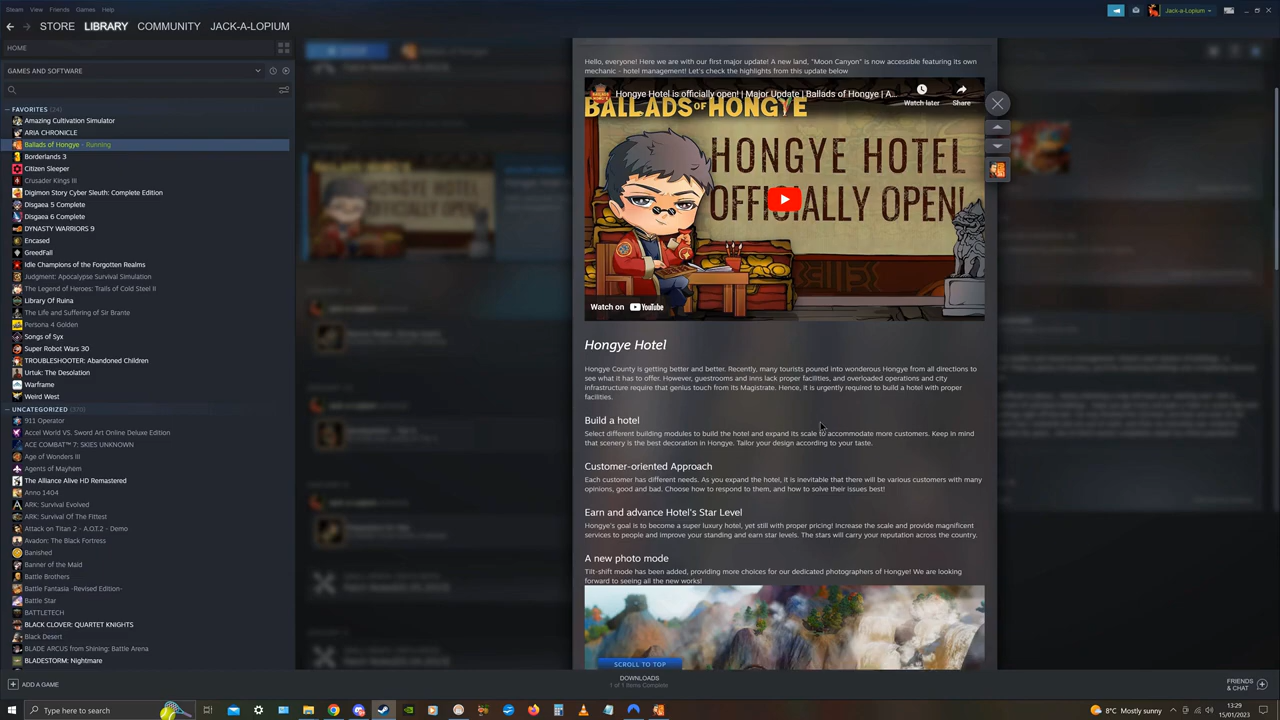 Steam View Friends Games Help
Jack-a-Lopium
STORE LIBRARY COMMUNITY JACK-A-LOPIUM
HOME
GAMES AND SOFTWARE
FAVORITES (24)
Amazing Cultivation Simulator
ARIA CHRONICLE
Ballads of Hongye - Running
Borderlands 3
Citizen Sleeper
Crusader Kings III
Digimon Story Cyber Sleuth: Complete Edition
Disgaea 5 Complete
Disgaea 6 Complete
DYNASTY WARRIORS 9
Encased
GreedFall
Idle Champions of the Forgotten Realms
Judgment: Apocalypse Survival Simulation
The Legend of Heroes: Trails of Cold Steel II
Library Of Ruina
The Life and Suffering of Sir Brante
Persona 4 Golden
Songs of Syx
Super Robot Wars 30
TROUBLESHOOTER: Abandoned Children
Urtuk: The Desolation
Warframe
Weird West
UNCATEGORIZED (370)
911 Operator
Accel World VS. Sword Art Online Deluxe Edition
ACE COMBAT™ 7: SKIES UNKNOWN
Age of Wonders III
Agents of Mayhem
The Alliance Alive HD Remastered
Anno 1404
ARK: Survival Evolved
ARK: Survival Of The Fittest
Attack on Titan 2 - A.O.T.2 - Demo
Avadon: The Black Fortress
Banished
Banner of the Maid
Battle Brothers
Battle Fantasia -Revised Edition-
Battle Star
BATTLETECH
BLACK CLOVER: QUARTET KNIGHTS
Black Desert
BLADE ARCUS from Shining: Battle Arena
BLADESTORM: Nightmare
Hello, everyone! Here we are with our first major update! A new land, "Moon Canyon" is now accessible featuring its own
mechanic - hotel management! Let's check the highlights from this update below
Hongye Hotel is officially open! | Major Update | Ballads of Hongye | A...
Watch later Share
BALLADS OF HONGYE
HONGYE HOTEL
OFFICIALLY OPEN!
Watch on YouTube
Hongye Hotel
Hongye County is getting better and better. Recently, many tourists poured into wonderous Hongye from all directions to
see what it has to offer. However, guestrooms and inns lack proper facilities, and overloaded operations and city
infrastructure require that genius touch from its Magistrate. Hence, it is urgently required to build a hotel with proper
facilities.
Build a hotel
Select different building modules to build the hotel and expand its scale to accommodate more customers. Keep in mind
that scenery is the best decoration in Hongye. Tailor your design according to your taste.
Customer-oriented Approach
Each customer has different needs. As you expand the hotel, it is inevitable that there will be various customers with many
opinions, good and bad. Choose how to respond to them, and how to solve their issues best!
Earn and advance Hotel's Star Level
Hongye's goal is to become a super luxury hotel, yet still with proper pricing! Increase the scale and provide magnificent
services to people and improve your standing and earn star levels. The stars will carry your reputation across the country.
A new photo mode
Tilt-shift mode has been added, providing more choices for our dedicated photographers of Hongye! We are looking
forward to seeing all the new works!
SCROLL TO TOP
ADD A GAME
DOWNLOADS
1 of 1 Items Complete
FRIENDS
& CHAT
Type here to search
8°C Mostly sunny
13:29
15/01/2023